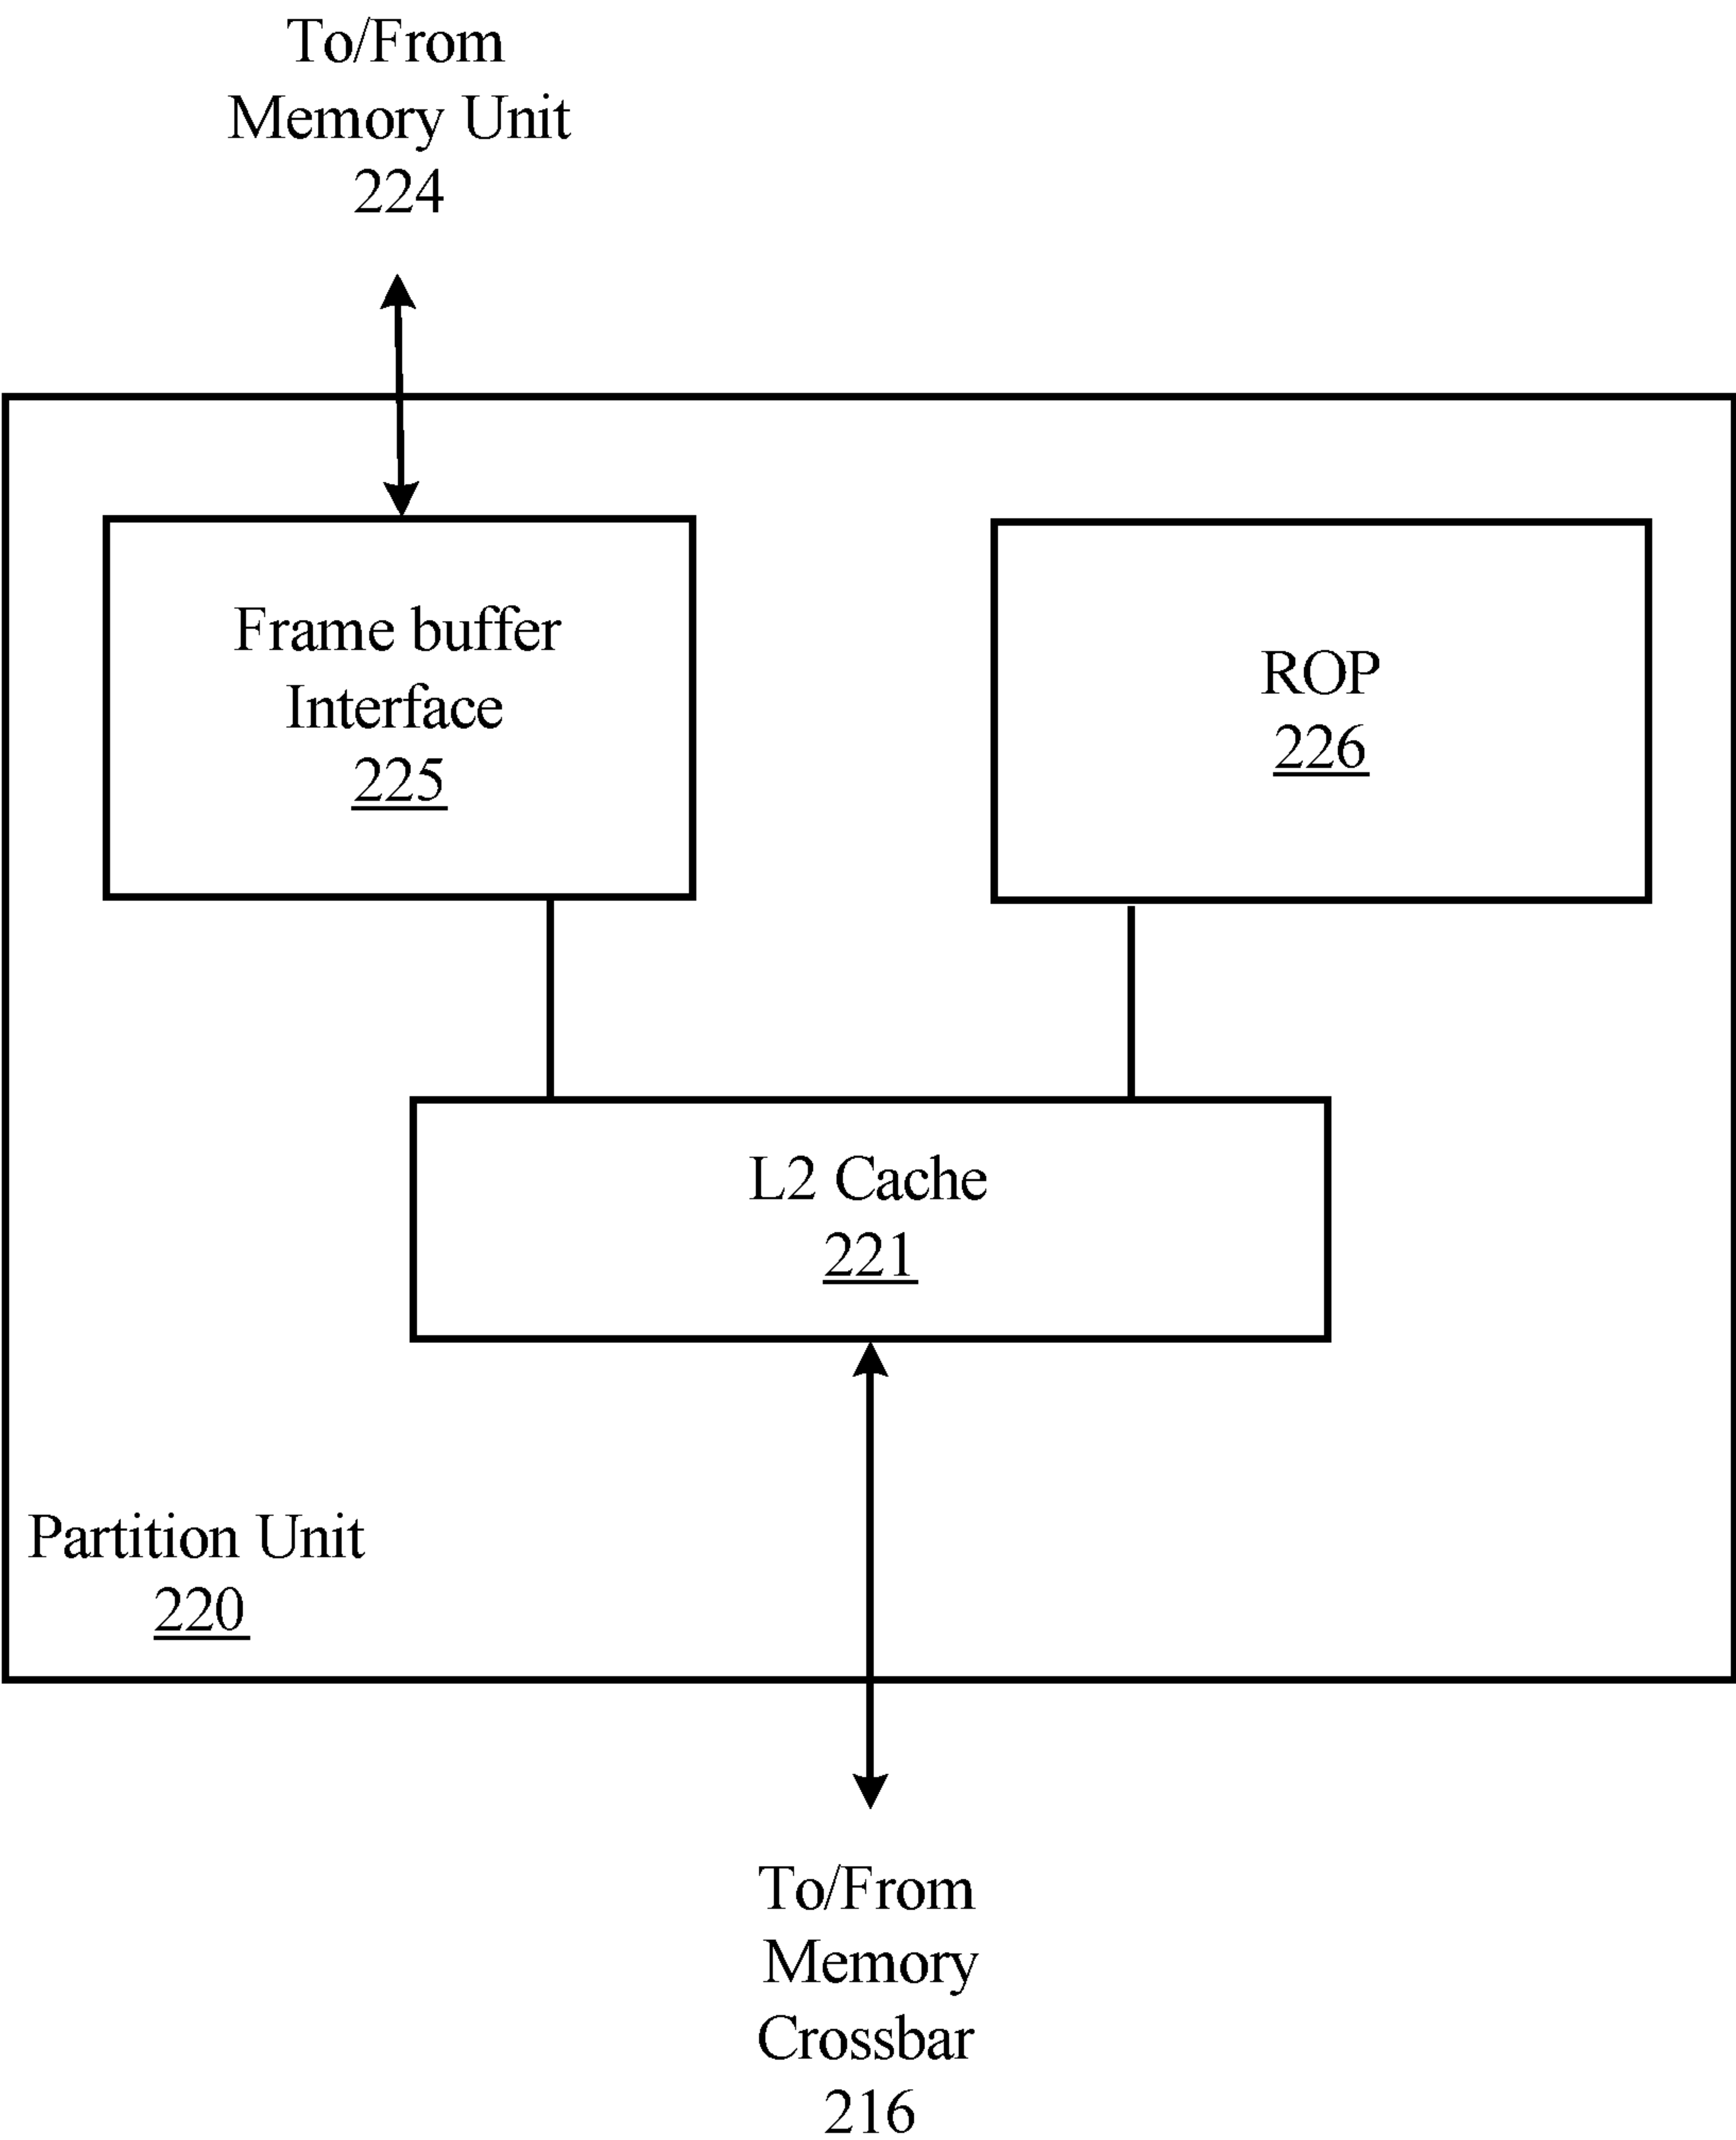 To/From
Memory Unit
224
Frame buffer
Interface
225
ROP
226
L2 Cache
221
Partition Unit
220
To/From
Memory
Crossbar
216